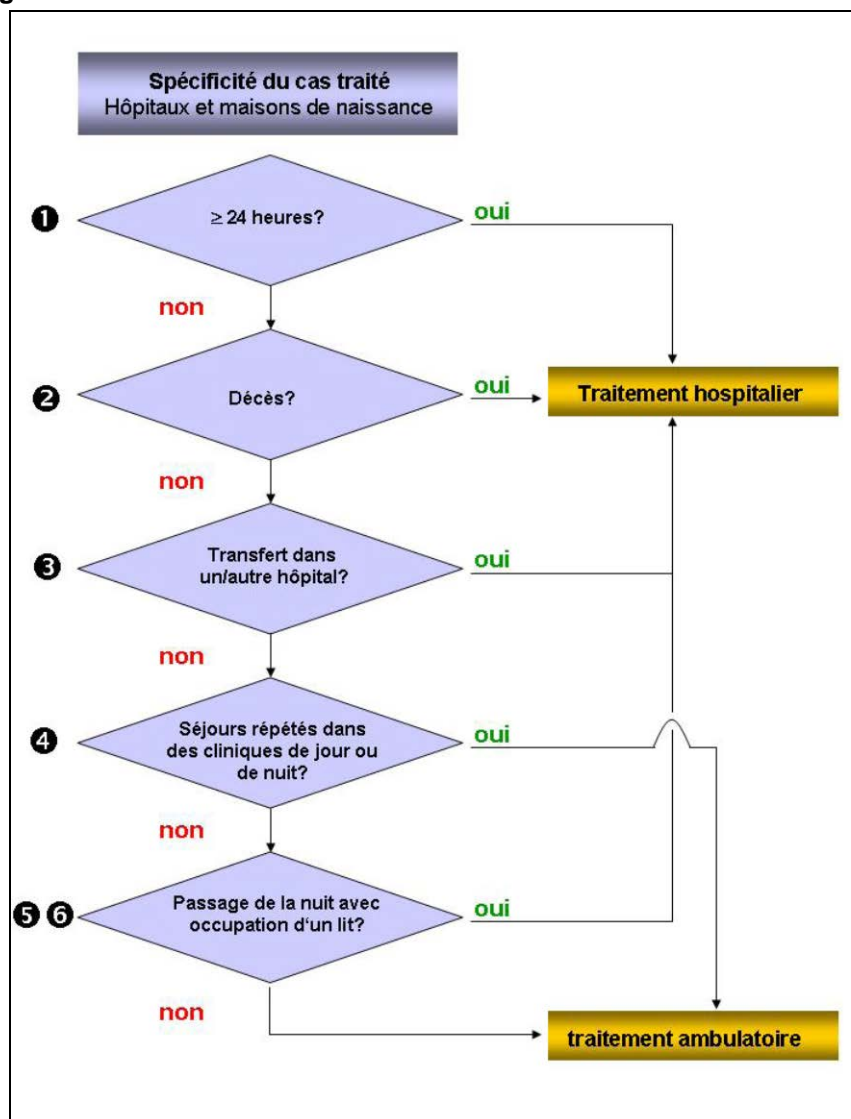 Spécificité du cas traité
Hôpitaux et maisons de naissance
❶
≥ 24 heures?
oui
non
❷
Décès?
oui
Traitement hospitalier
non
❸
Transfert dans
un/autre hôpital?
oui
non
❹
Séjours répétés dans
des cliniques de jour ou
de nuit?
oui
non
❺ ❻
Passage de la nuit avec
occupation d‘un lit?
oui
non
traitement ambulatoire